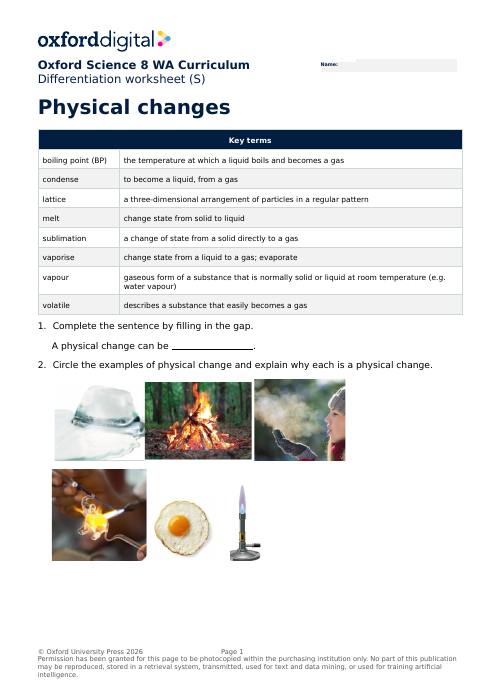 oxforddigital
Oxford Science 8 WA Curriculum
Name:
Differentiation worksheet (S)
Physical changes
Key terms
boiling point (BP) the temperature at which a liquid boils and becomes a gas
condense to become a liquid, from a gas
lattice a three-dimensional arrangement of particles in a regular pattern
melt change state from solid to liquid
sublimation a change of state from a solid directly to a gas
vaporise change state from a liquid to a gas; evaporate
vapour gaseous form of a substance that is normally solid or liquid at room temperature (e.g.
water vapour)
volatile describes a substance that easily becomes a gas
1. Complete the sentence by filling in the gap.
A physical change can be ________________.
2. Circle the examples of physical change and explain why each is a physical change.
© Oxford University Press 2026 Page 1
Permission has been granted for this page to be photocopied within the purchasing institution only. No part of this publication
may be reproduced, stored in a retrieval system, transmitted, used for text and data mining, or used for training artificial
intelligence.